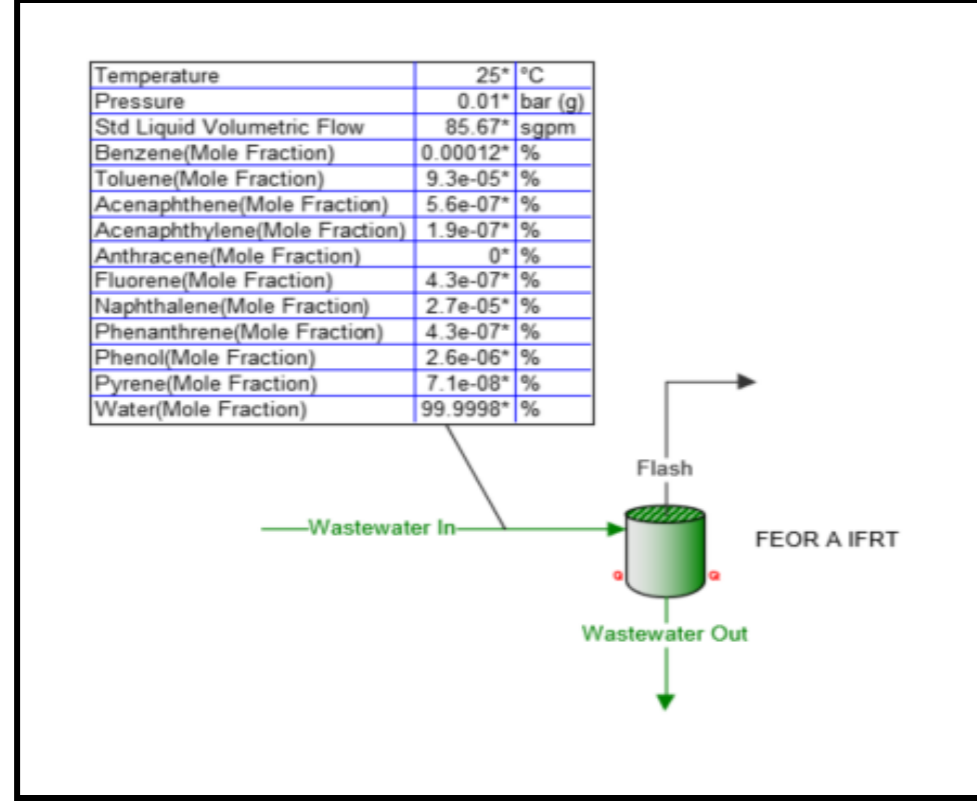 Temperature 25* °C
Pressure 0.01* bar (g)
Std Liquid Volumetric Flow 85.67* sgpm
Benzene(Mole Fraction) 0.00012* %
Toluene(Mole Fraction) 9.3e-05* %
Acenaphthene(Mole Fraction) 5.6e-07* %
Acenaphthylene(Mole Fraction) 1.9e-07* %
Anthracene(Mole Fraction) 0* %
Fluorene(Mole Fraction) 4.3e-07* %
Naphthalene(Mole Fraction) 2.7e-05* %
Phenanthrene(Mole Fraction) 4.3e-07* %
Phenol(Mole Fraction) 2.6e-06* %
Pyrene(Mole Fraction) 7.1e-08* %
Water(Mole Fraction) 99.9998* %
Flash
Wastewater In
FEOR A IFRT
Q Q
Wastewater Out